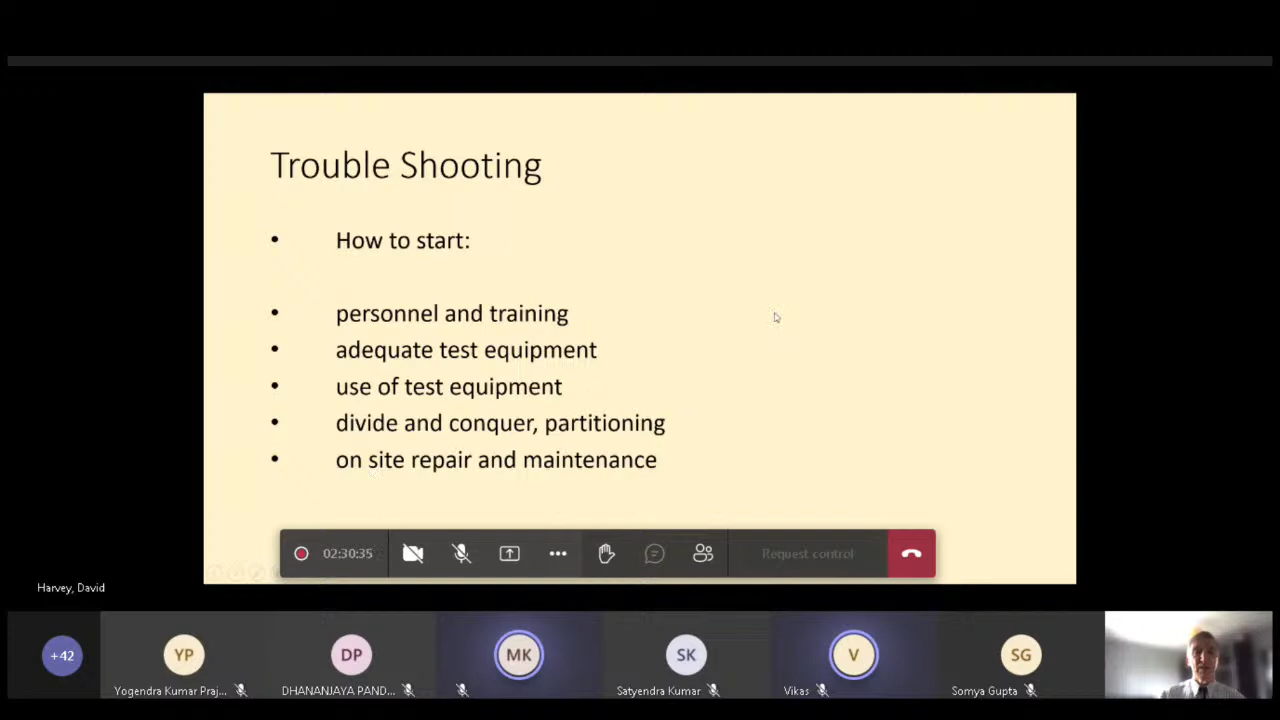 Trouble Shooting
• How to start:
• personnel and training
• adequate test equipment
• use of test equipment
• divide and conquer, partitioning
• on site repair and maintenance
02:30:35
Request control
Harvey, David
+42
YP
DP
MK
SK
V
SG
Yogendra Kumar Praj...
DHANANJAYA PAND...
Satyendra Kumar
Vikas
Somya Gupta